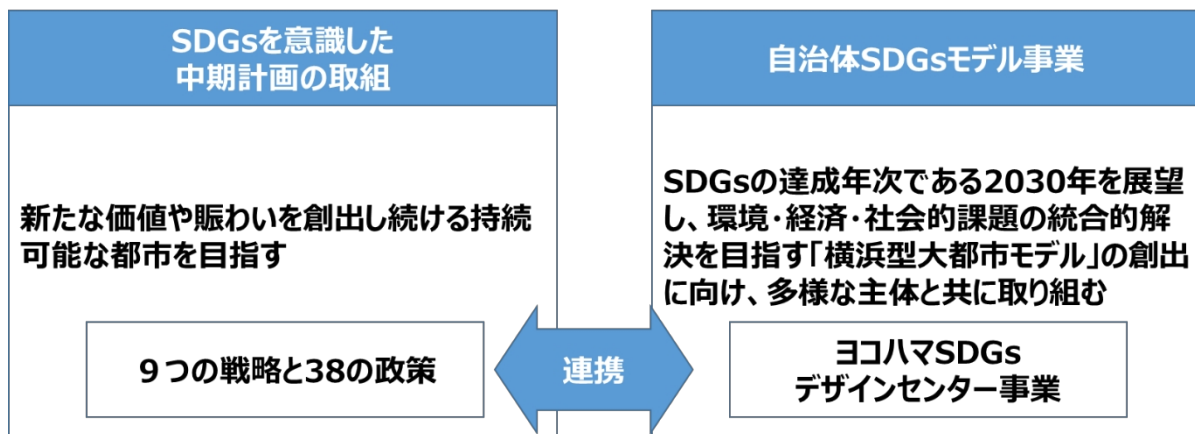 SDGsを意識した
中期計画の取組
新たな価値や賑わいを創出し続ける持続
可能な都市を目指す
９つの戦略と38の政策
連携
自治体SDGsモデル事業
SDGsの達成年次である2030年を展望
し、環境・経済・社会的課題の統合的解
決を目指す「横浜型大都市モデル」の創出
に向け、多様な主体と共に取り組む
ヨコハマSDGs
デザインセンター事業